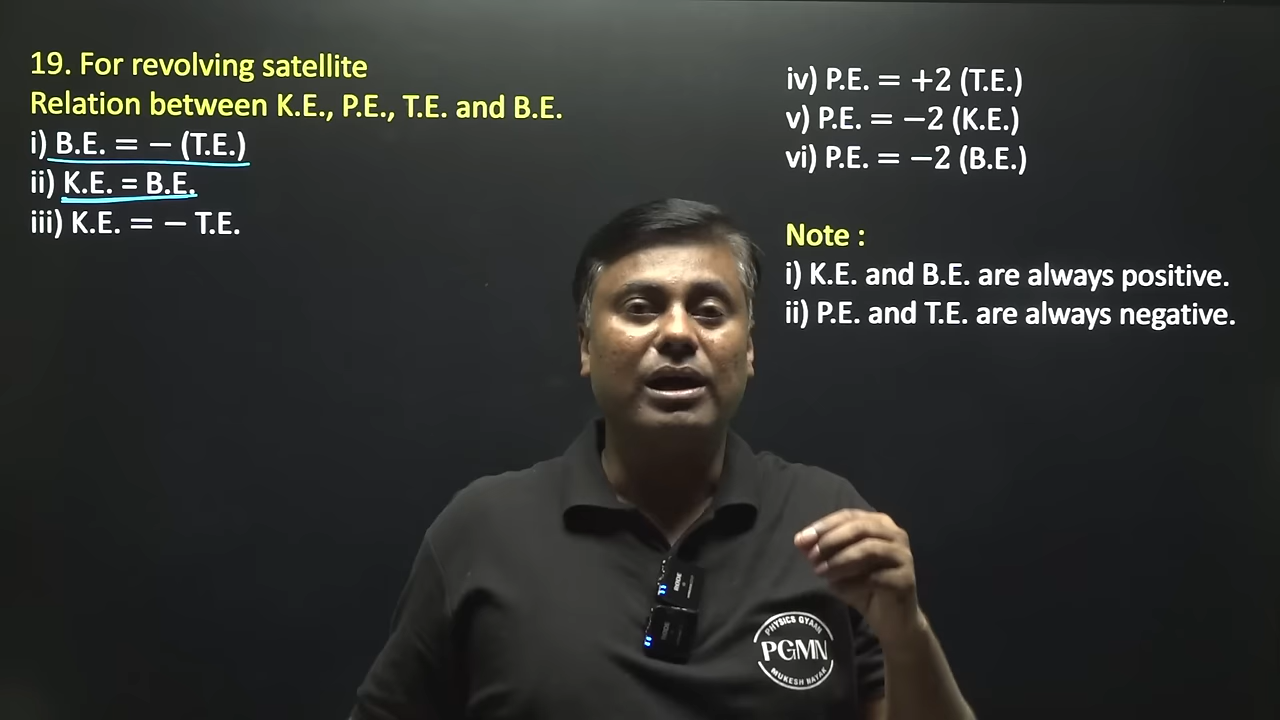 19. For revolving satellite
Relation between K.E., P.E., T.E. and B.E.
i) B.E. = − (T.E.)
ii) K.E. = B.E.
iii) K.E. = − T.E.
iv) P.E. = +2 (T.E.)
v) P.E. = −2 (K.E.)
vi) P.E. = −2 (B.E.)
Note :
i) K.E. and B.E. are always positive.
ii) P.E. and T.E. are always negative.
PHYSICS GYAAN
PGMN
MUKESH NAYAK